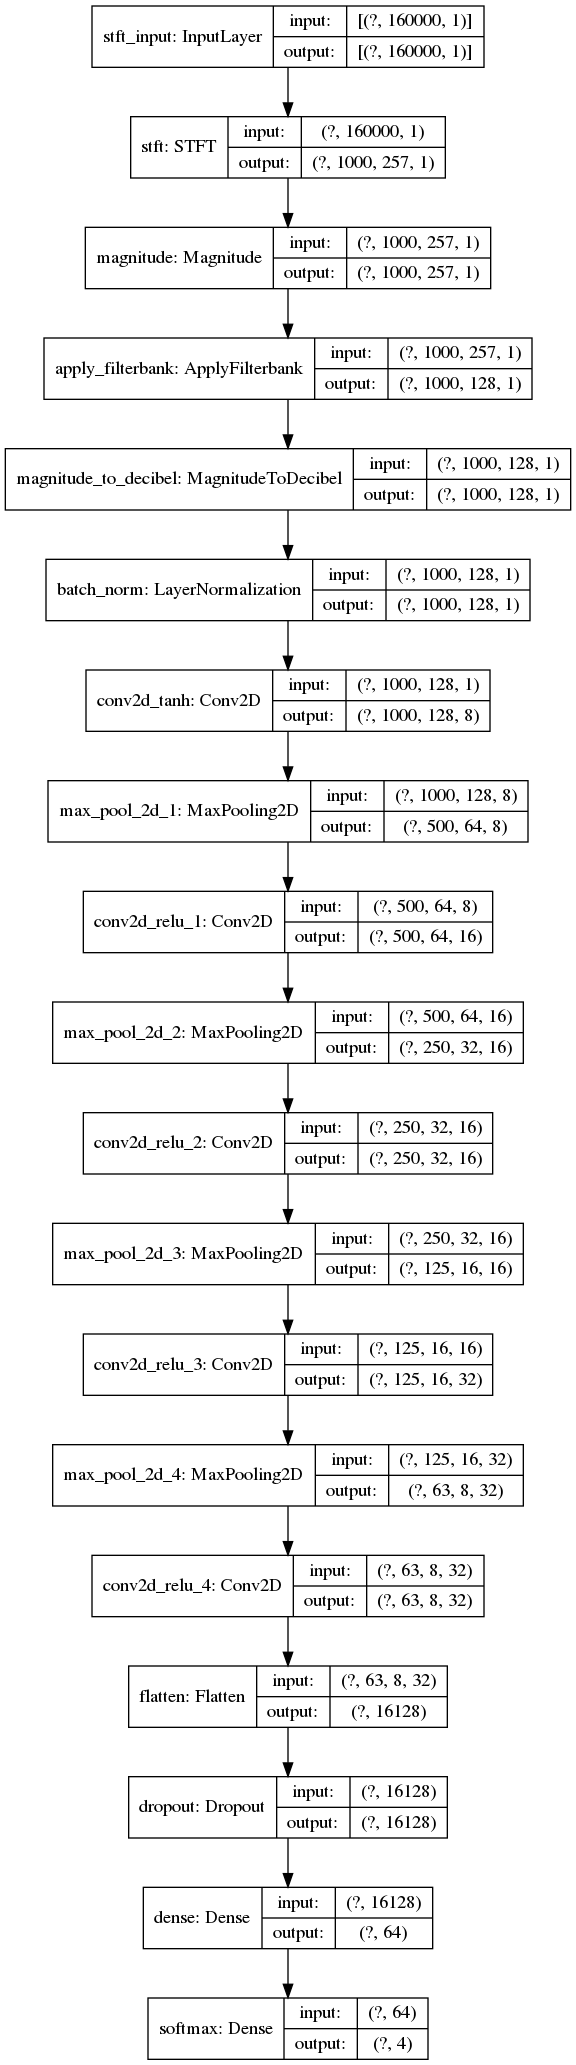 stft_input: InputLayer
input: [(?, 160000, 1)]
output: [(?, 160000, 1)]
stft: STFT
input: (?, 160000, 1)
output: (?, 1000, 257, 1)
magnitude: Magnitude
input: (?, 1000, 257, 1)
output: (?, 1000, 257, 1)
apply_filterbank: ApplyFilterbank
input: (?, 1000, 257, 1)
output: (?, 1000, 128, 1)
magnitude_to_decibel: MagnitudeToDecibel
input: (?, 1000, 128, 1)
output: (?, 1000, 128, 1)
batch_norm: LayerNormalization
input: (?, 1000, 128, 1)
output: (?, 1000, 128, 1)
conv2d_tanh: Conv2D
input: (?, 1000, 128, 1)
output: (?, 1000, 128, 8)
max_pool_2d_1: MaxPooling2D
input: (?, 1000, 128, 8)
output: (?, 500, 64, 8)
conv2d_relu_1: Conv2D
input: (?, 500, 64, 8)
output: (?, 500, 64, 16)
max_pool_2d_2: MaxPooling2D
input: (?, 500, 64, 16)
output: (?, 250, 32, 16)
conv2d_relu_2: Conv2D
input: (?, 250, 32, 16)
output: (?, 250, 32, 16)
max_pool_2d_3: MaxPooling2D
input: (?, 250, 32, 16)
output: (?, 125, 16, 16)
conv2d_relu_3: Conv2D
input: (?, 125, 16, 16)
output: (?, 125, 16, 32)
max_pool_2d_4: MaxPooling2D
input: (?, 125, 16, 32)
output: (?, 63, 8, 32)
conv2d_relu_4: Conv2D
input: (?, 63, 8, 32)
output: (?, 63, 8, 32)
flatten: Flatten
input: (?, 63, 8, 32)
output: (?, 16128)
dropout: Dropout
input: (?, 16128)
output: (?, 16128)
dense: Dense
input: (?, 16128)
output: (?, 64)
softmax: Dense
input: (?, 64)
output: (?, 4)